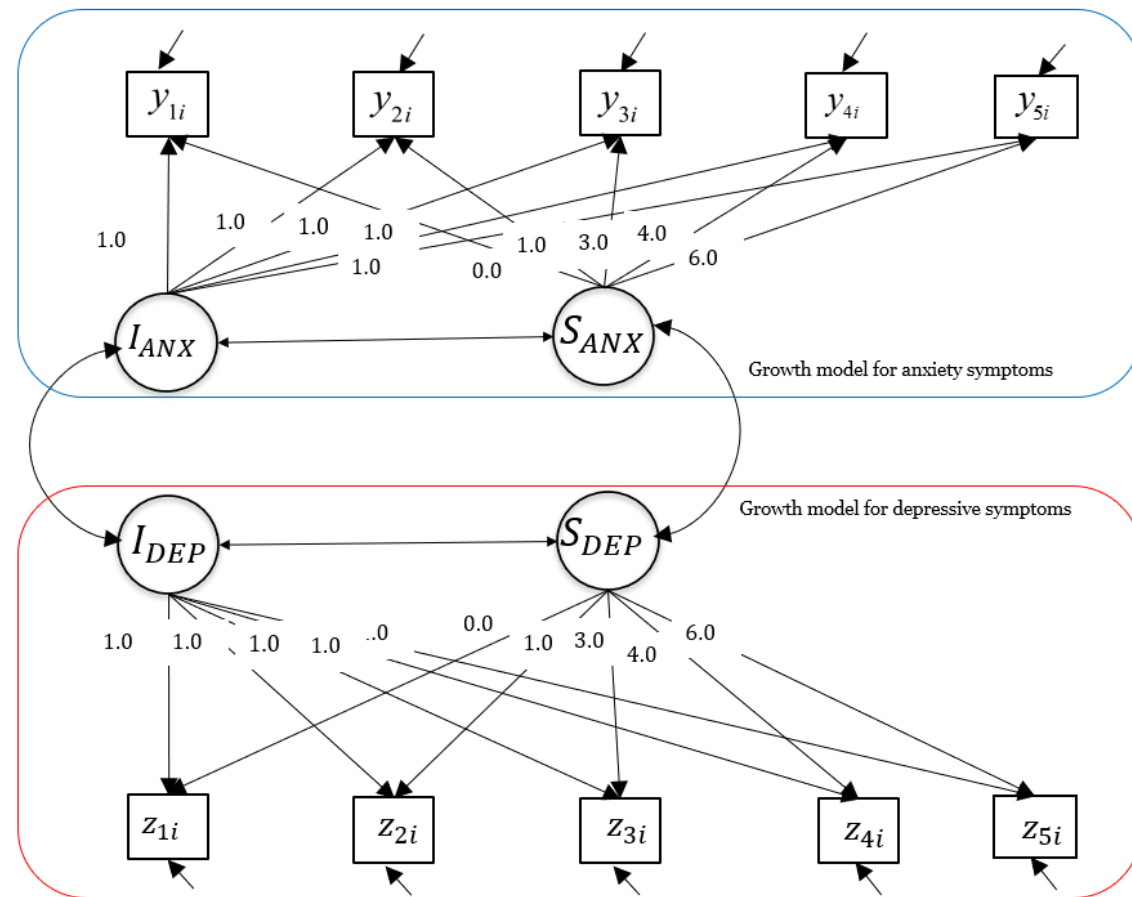 y1i
y2i
y3i
y4i
y5i
1.0
1.0
1.0
1.0
1.0
0.0
1.0
3.0
4.0
6.0
IANX
SANX
Growth model for anxiety symptoms
Growth model for depressive symptoms
IDEP
SDEP
1.0
1.0
1.0
1.0
.0
0.0
1.0
3.0
4.0
6.0
z1i
z2i
z3i
z4i
z5i